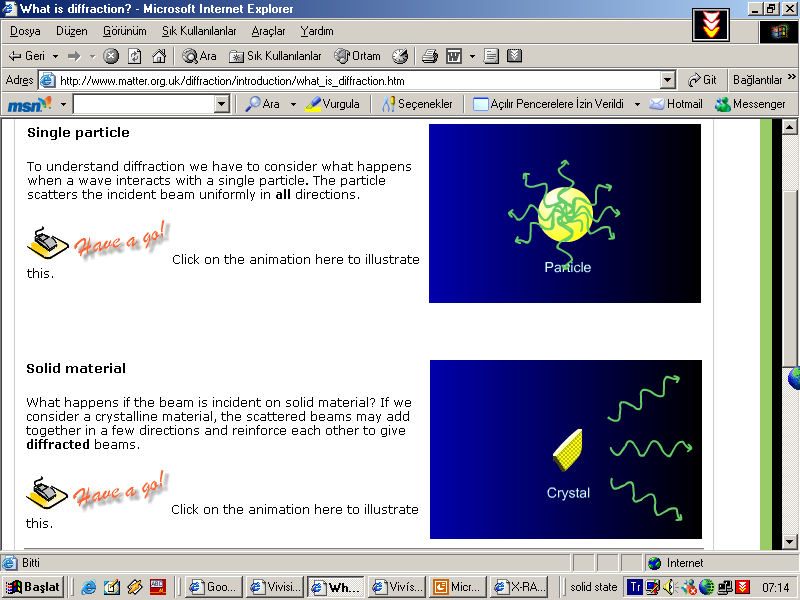 What is diffraction? - Microsoft Internet Explorer
Dosya Düzen Görünüm Sık Kullanılanlar Araçlar Yardım
Geri Ara Sık Kullanılanlar Ortam
Adres http://www.matter.org.uk/diffraction/introduction/what_is_diffraction.htm Git Bağlantılar »
msn Ara Vurgula Seçenekler Açılır Pencerelere İzin Verildi Hotmail Messenger
Single particle
To understand diffraction we have to consider what happens
when a wave interacts with a single particle. The particle
scatters the incident beam uniformly in all directions.
Have a go! Click on the animation here to illustrate
this.
Particle
Solid material
What happens if the beam is incident on solid material? If we
consider a crystalline material, the scattered beams may add
together in a few directions and reinforce each other to give
diffracted beams.
Have a go! Click on the animation here to illustrate
this.
Crystal
Bitti Internet
Başlat Goo... Vivisi... Wh... Vivís... Micr... X-RA... solid state Tr 07:14